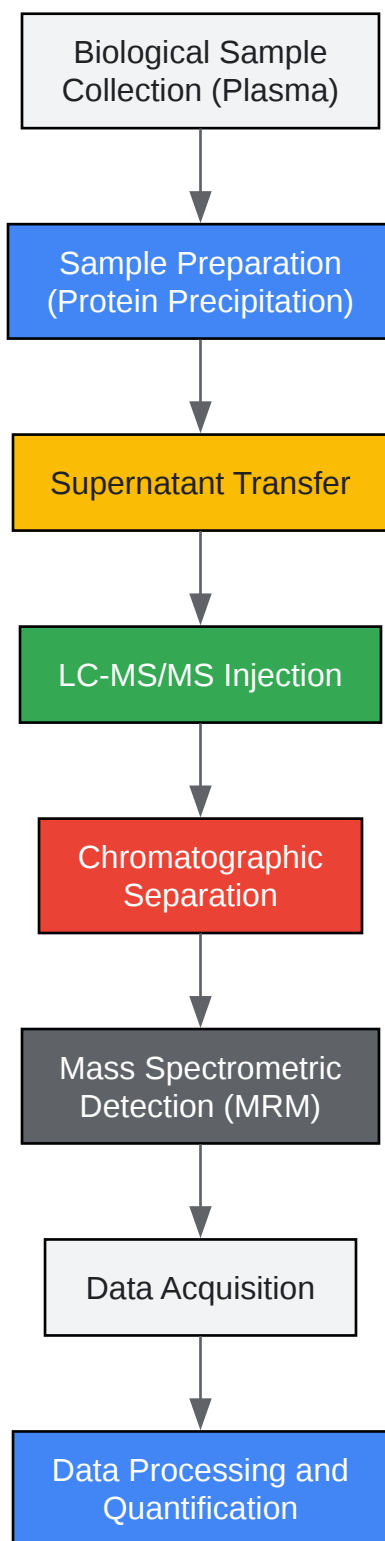 Biological Sample
Collection (Plasma)
Sample Preparation
(Protein Precipitation)
Supernatant Transfer
LC-MS/MS Injection
Chromatographic
Separation
Mass Spectrometric
Detection (MRM)
Data Acquisition
Data Processing and
Quantification